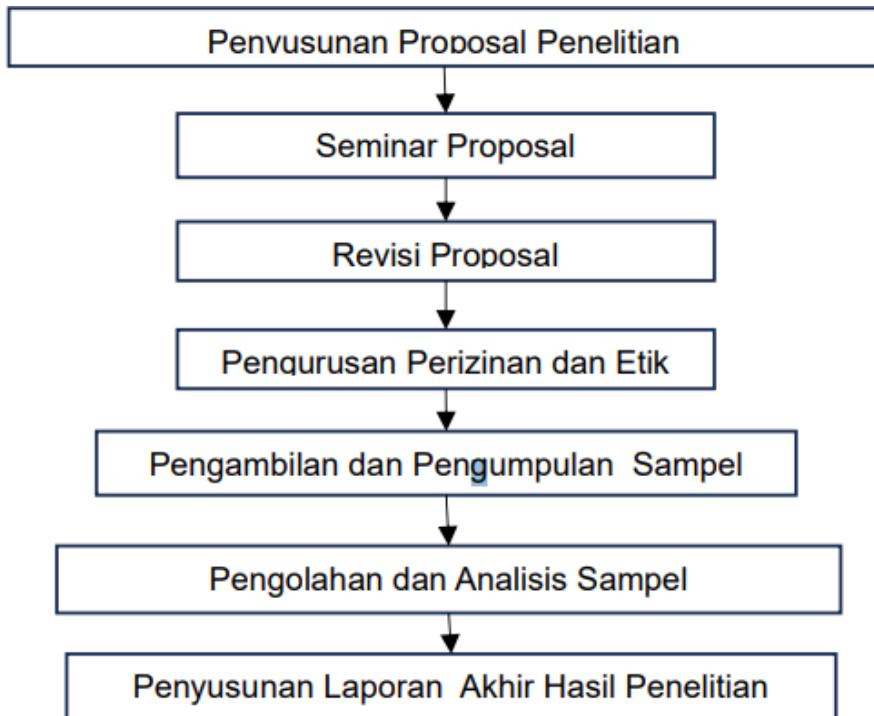 Penyusunan Proposal Penelitian
Seminar Proposal
Revisi Proposal
Pengurusan Perizinan dan Etik
Pengambilan dan Pengumpulan  Sampel
Pengolahan dan Analisis Sampel
Penyusunan Laporan  Akhir Hasil Penelitian